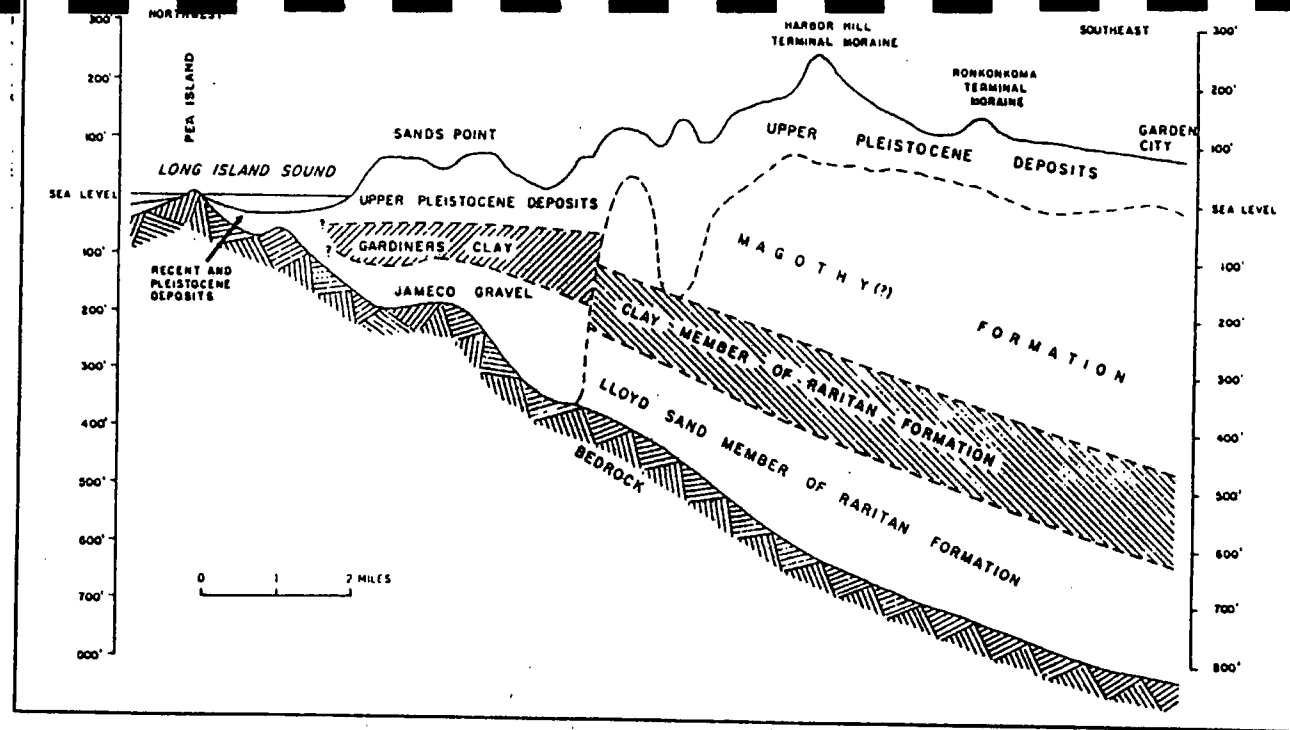 NORTHWEST
SOUTHEAST
300'
200'
100'
SEA LEVEL
100'
200'
300'
400'
500'
600'
700'
800'
PEA ISLAND
LONG ISLAND SOUND
SANDS POINT
HARBOR HILL
TERMINAL MORAINE
RONKONKOMA
TERMINAL
MORAINE
GARDEN
CITY
UPPER PLEISTOCENE DEPOSITS
UPPER PLEISTOCENE DEPOSITS
?
?
GARDINERS CLAY
RECENT AND
PLEISTOCENE
DEPOSITS
JAMECO GRAVEL
MAGOTHY (?)
FORMATION
CLAY MEMBER OF RARITAN FORMATION
LLOYD SAND MEMBER OF RARITAN FORMATION
BEDROCK
0 1 2 MILES
300'
200'
100'
SEA LEVEL
100'
200'
300'
400'
500'
600'
700'
800'